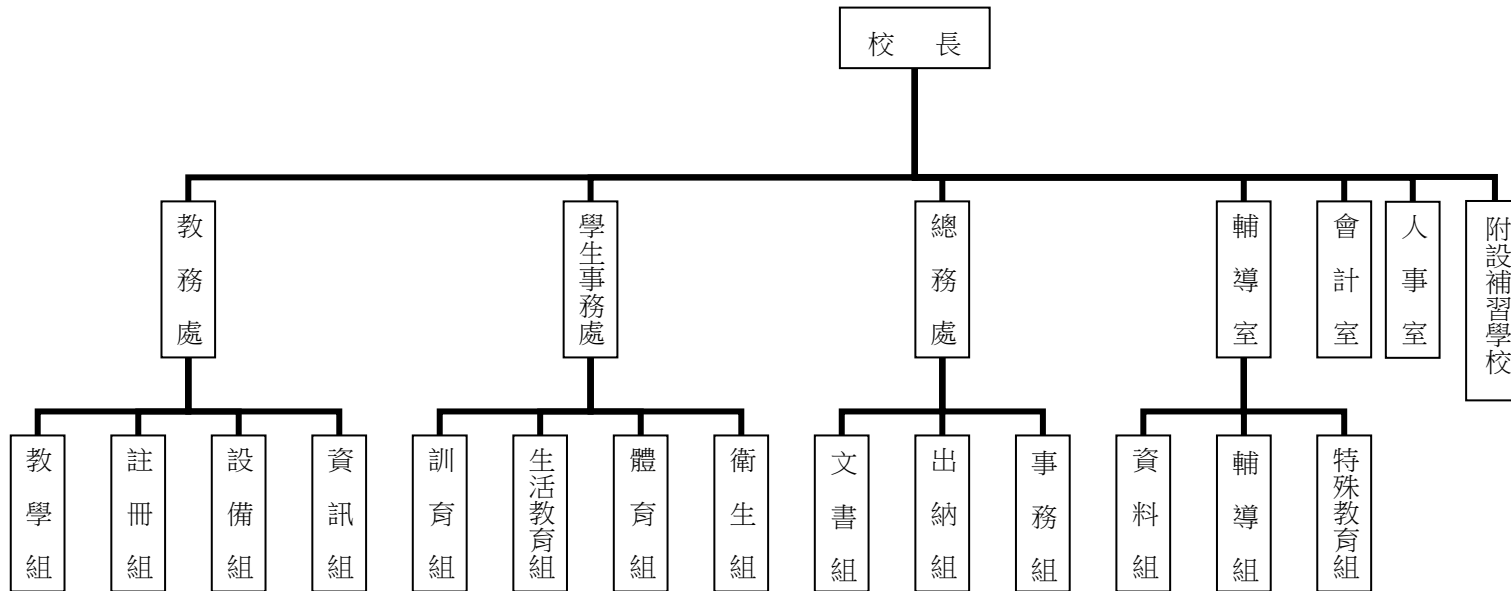 校 長
教務處
學生事務處
總務處
輔導室
會計室
人事室
附設補習學校
教學組
註冊組
設備組
資訊組
訓育組
生活教育組
體育組
衛生組
文書組
出納組
事務組
資料組
輔導組
特殊教育組